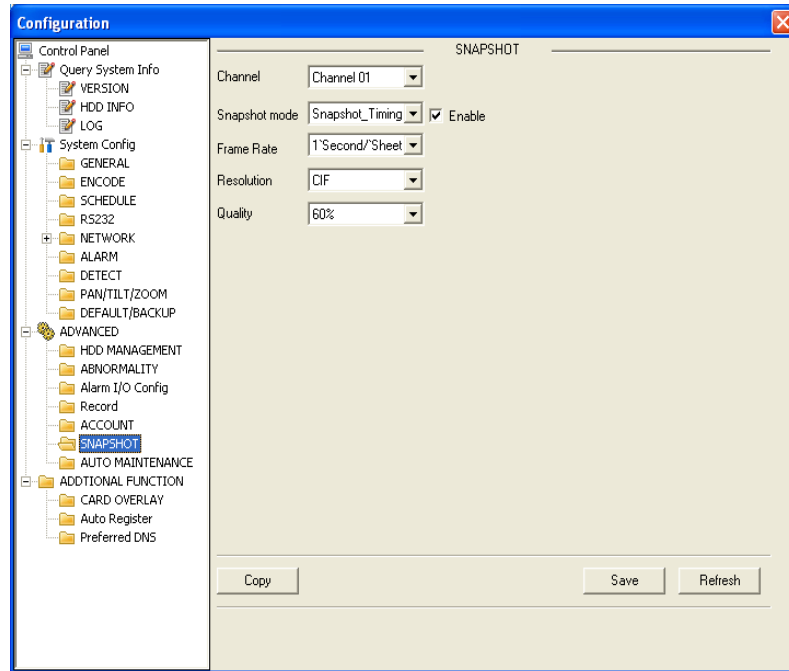 Configuration
Control Panel
Query System Info
VERSION
HDD INFO
LOG
System Config
GENERAL
ENCODE
SCHEDULE
RS232
NETWORK
ALARM
DETECT
PAN/TILT/ZOOM
DEFAULT/BACKUP
ADVANCED
HDD MANAGEMENT
ABNORMALITY
Alarm I/O Config
Record
ACCOUNT
SNAPSHOT
AUTO MAINTENANCE
ADDTIONAL FUNCTION
CARD OVERLAY
Auto Register
Preferred DNS
SNAPSHOT
Channel Channel 01
Snapshot mode Snapshot_Timing Enable
Frame Rate 1`Second/`Sheet
Resolution CIF
Quality 60%
Copy Save Refresh